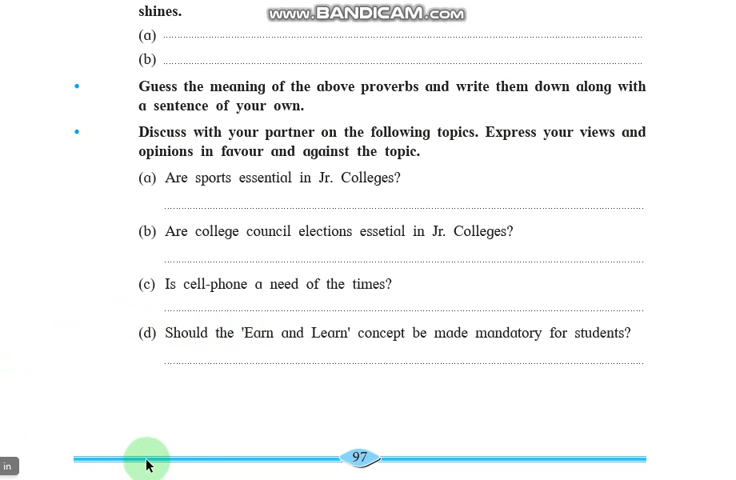 www.BANDICAM.com
shines.
(a) ................................................................
(b) ................................................................
• Guess the meaning of the above proverbs and write them down along with
a sentence of your own.
• Discuss with your partner on the following topics. Express your views and
opinions in favour and against the topic.
(a) Are sports essential in Jr. Colleges?
................................................................
(b) Are college council elections essetial in Jr. Colleges?
................................................................
(c) Is cell-phone a need of the times?
................................................................
(d) Should the 'Earn and Learn' concept be made mandatory for students?
................................................................
97
in